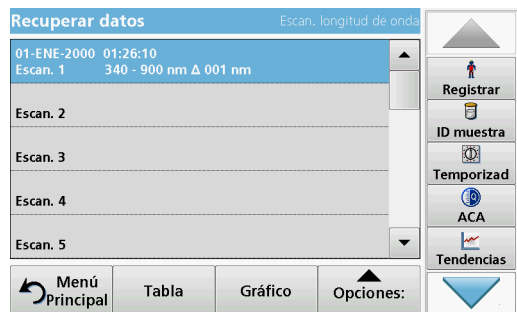 Recuperar datos
Escan. longitud de onda
01-ENE-2000 01:26:10
Escan. 1 340 - 900 nm Δ 001 nm
Escan. 2
Escan. 3
Escan. 4
Escan. 5
Menú Principal
Tabla
Gráfico
Opciones:
Registrar
ID muestra
Temporizad
ACA
Tendencias